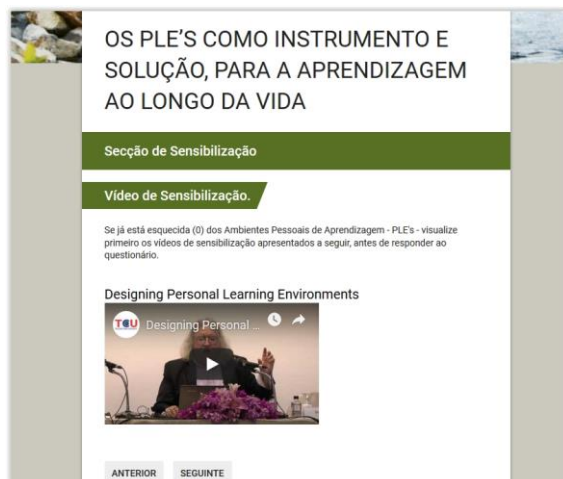 OS PLE’S COMO INSTRUMENTO E
SOLUÇÃO, PARA A APRENDIZAGEM
AO LONGO DA VIDA
Secção de Sensibilização
Vídeo de Sensibilização.
Se já está esquecida (0) dos Ambientes Pessoais de Aprendizagem - PLE's - visualize
primeiro os vídeos de sensibilização apresentados a seguir, antes de responder ao
questionário.
Designing Personal Learning Environments
TCU Designing Personal ...
ANTERIOR SEGUINTE